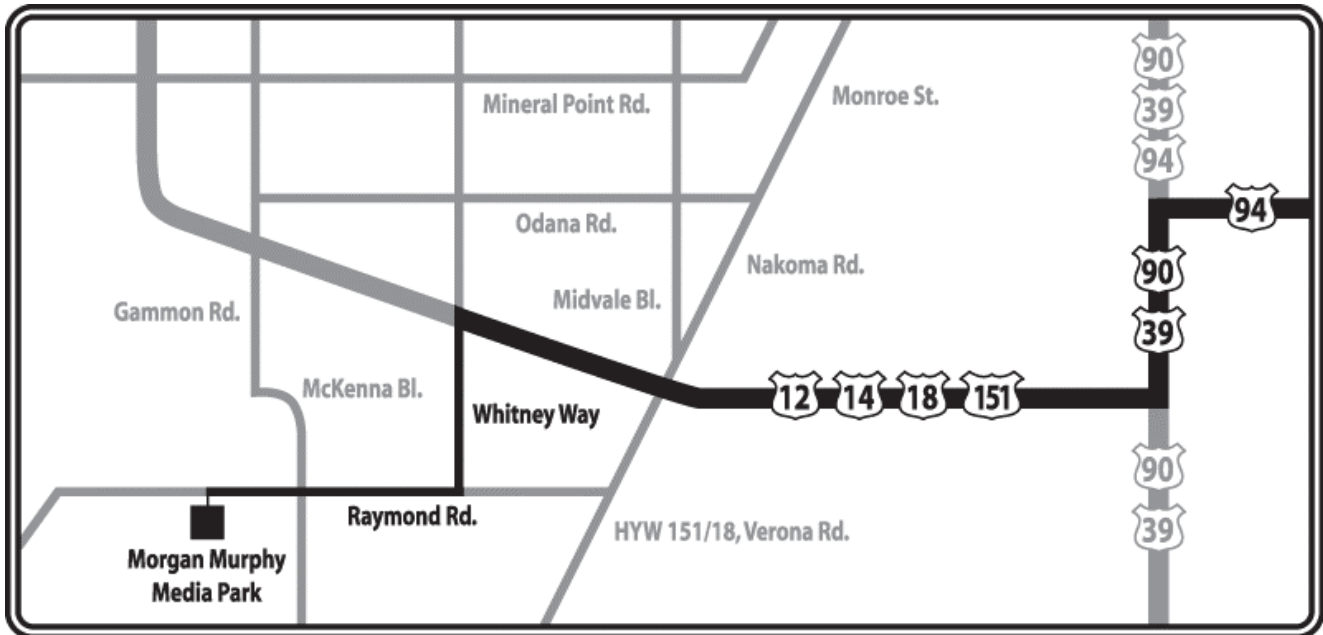 90
39
94
Mineral Point Rd.
Monroe St.
94
Odana Rd.
Nakoma Rd.
90
Gammon Rd.
Midvale Bl.
39
McKenna Bl.
12
14
18
151
Whitney Way
90
Raymond Rd.
39
HYW 151/18, Verona Rd.
Morgan Murphy
Media Park